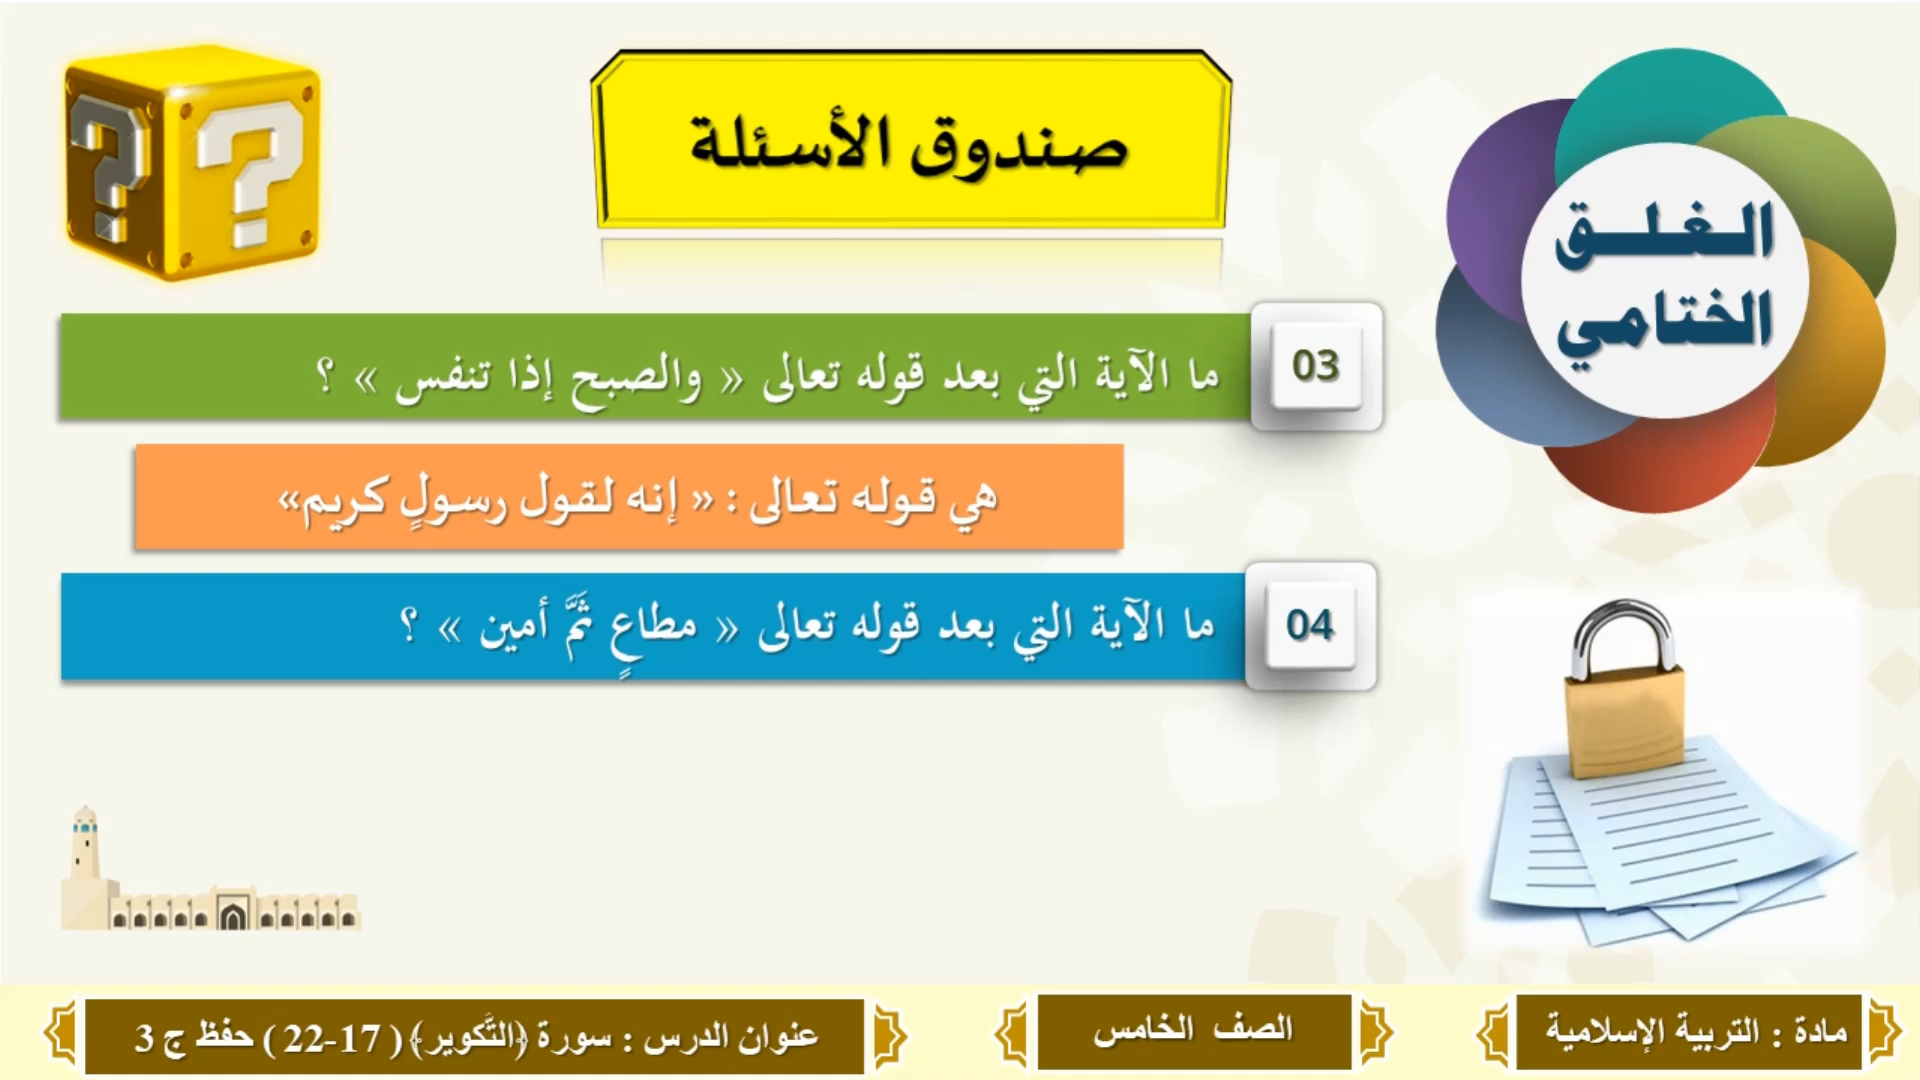 صندوق الأسئلة
الغلق
الختامي
03
ما الآية التي بعد قوله تعالى « والصبح إذا تنفس » ؟
هي قوله تعالى : « إنه لقول رسولٍ كريم»
04
ما الآية التي بعد قوله تعالى « مطاعٍ ثَمَّ أمين » ؟
مادة : التربية الإسلامية
الصف الخامس
عنوان الدرس : سورة ﴿التَّكوير﴾ ( 17-22 ) حفظ ج 3